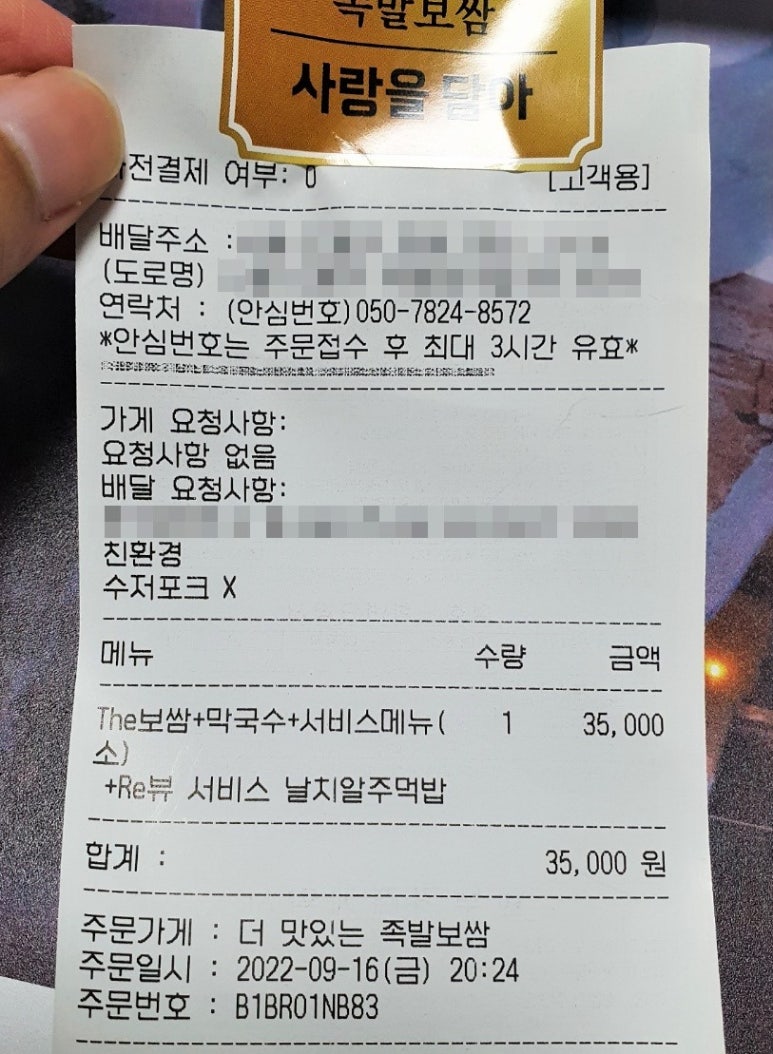 족발보쌈
사랑을 담아
사전결제 여부: O [고객용]
배달주소 :
(도로명)
연락처 : (안심번호)050-7824-8572
*안심번호는 주문접수 후 최대 3시간 유효*
가게 요청사항:
요청사항 없음
배달 요청사항:
친환경
수저포크 X
메뉴 수량 금액
The보쌈+막국수+서비스메뉴( 1 35,000
소)
+Re뷰 서비스 날치알주먹밥
합계 : 35,000 원
주문가게 : 더 맛있는 족발보쌈
주문일시 : 2022-09-16(금) 20:24
주문번호 : B1BR01NB83